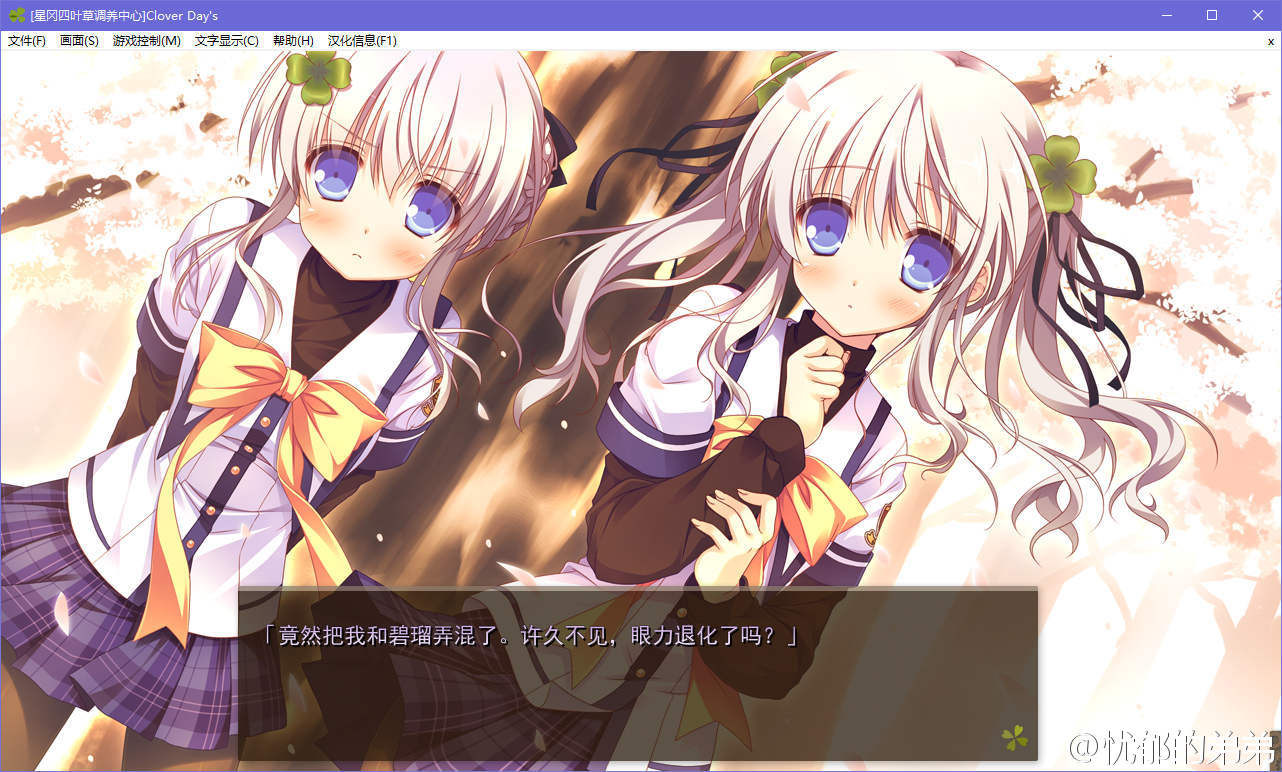 [星冈四叶草调养中心]Clover Day's
文件(F) 画面(S) 游戏控制(M) 文字显示(C) 帮助(H) 汉化信息(F1) x
「竟然把我和碧瑠弄混了。许久不见，眼力退化了吗？」
@忧郁的弟弟